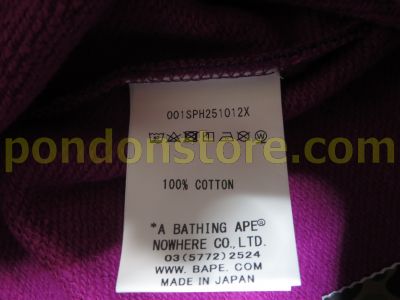 001SPH251012X
pondonstore.com
100% COTTON
*A BATHING APE®
NOWHERE CO.,LTD.
03(5772)2524
WWW.BAPE.COM
MADE IN JAPAN